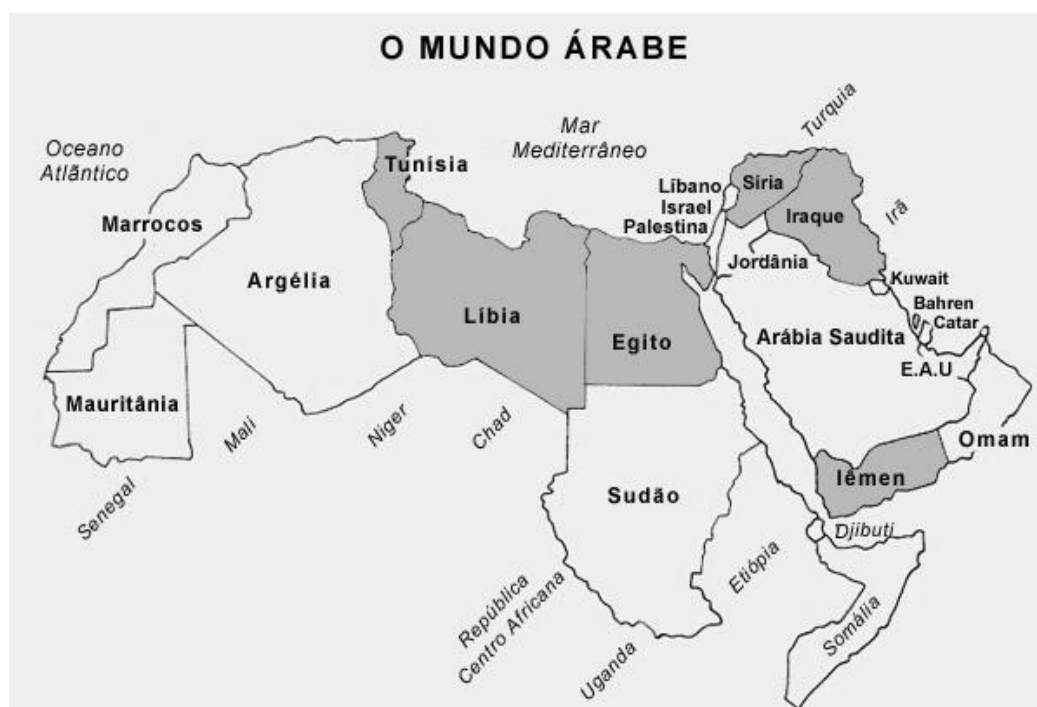 O MUNDO ÁRABE
Oceano
Atlãntico
Mar
Mediterrâneo
Turquia
Tunísia
Marrocos
Líbano
Israel
Palestina
Síria
Iraque
Irã
Argélia
Líbia
Egito
Jordânia
Kuwait
Bahren
Catar
Arábia Saudita
E.A.U
Mauritânia
Mali
Niger
Chad
Senegal
Sudão
Omam
Iêmen
Djibuti
Etiópia
República
Centro Africana
Uganda
Somália